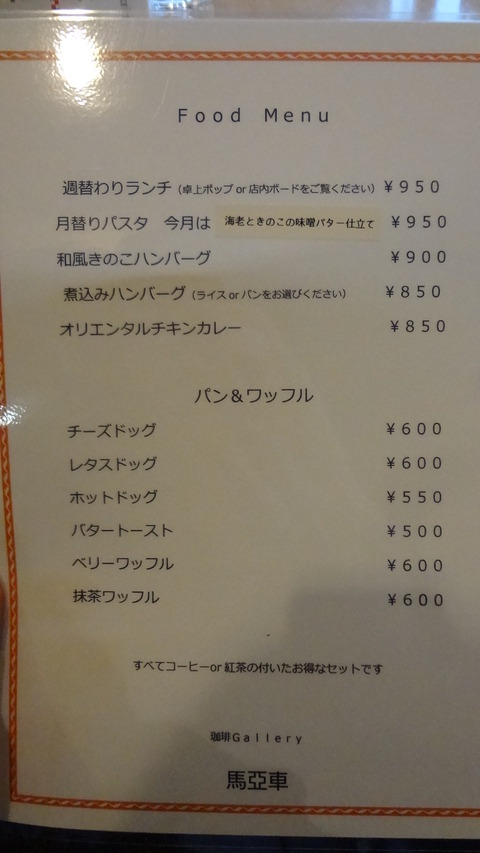 Food Menu
週替わりランチ（卓上ポップ or 店内ボードをご覧ください）￥950
月替りパスタ　今月は　海老ときのこの味噌バター仕立て　￥950
和風きのこハンバーグ　￥900
煮込みハンバーグ（ライス or パンをお選びください）　￥850
オリエンタルチキンカレー　￥850
パン＆ワッフル
チーズドッグ　￥600
レタスドッグ　￥600
ホットドッグ　￥550
バタートースト　￥500
ベリーワッフル　￥600
抹茶ワッフル　￥600
すべてコーヒーor 紅茶の付いたお得なセットです
珈琲Ｇａｌｌｅｒｙ
馬亞車